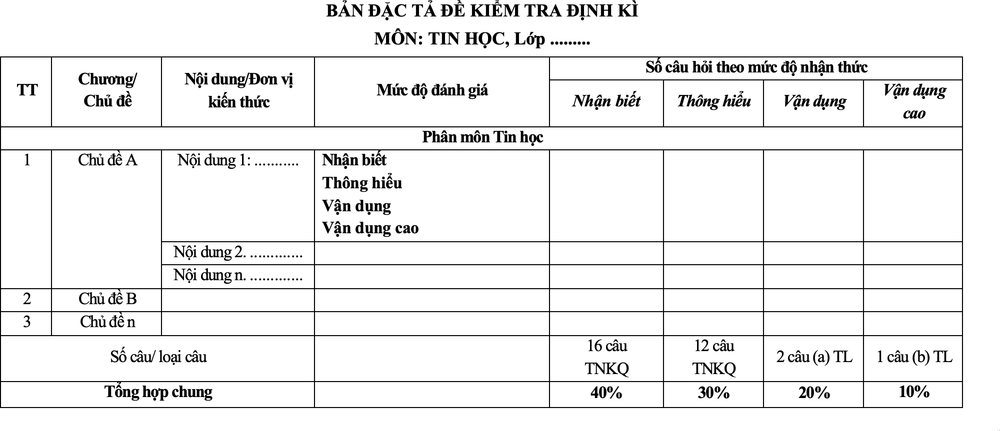 BẢN ĐẶC TẢ ĐỀ KIỂM TRA ĐỊNH KÌ
MÔN: TIN HỌC, Lớp .........
TT
Chương/
Chủ đề
Nội dung/Đơn vị
kiến thức
Mức độ đánh giá
Số câu hỏi theo mức độ nhận thức
Nhận biết
Thông hiểu
Vận dụng
Vận dụng
cao
Phân môn Tin học
1
Chủ đề A
Nội dung 1: ...........
Nhận biết
Thông hiểu
Vận dụng
Vận dụng cao
Nội dung 2. .............
Nội dung n. .............
2
Chủ đề B
3
Chủ đề n
Số câu/ loại câu
16 câu
TNKQ
12 câu
TNKQ
2 câu (a) TL
1 câu (b) TL
Tổng hợp chung
40%
30%
20%
10%